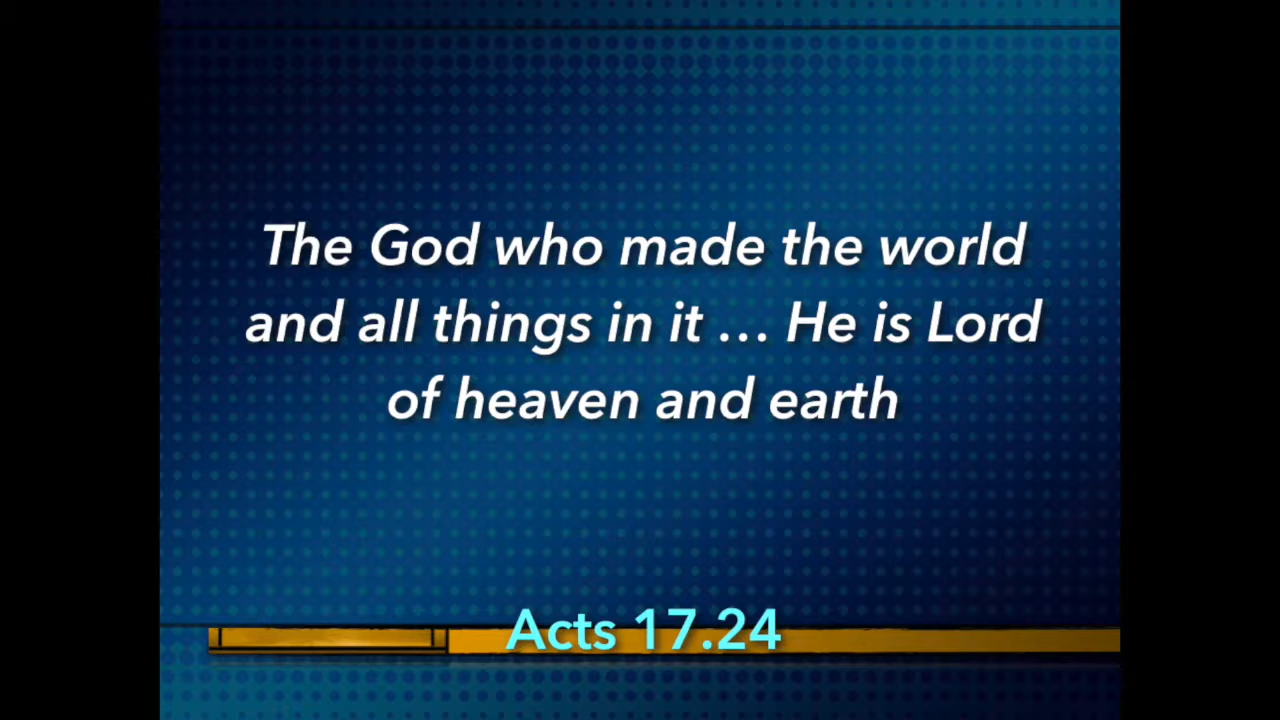 The God who made the world
and all things in it … He is Lord
of heaven and earth
Acts 17.24